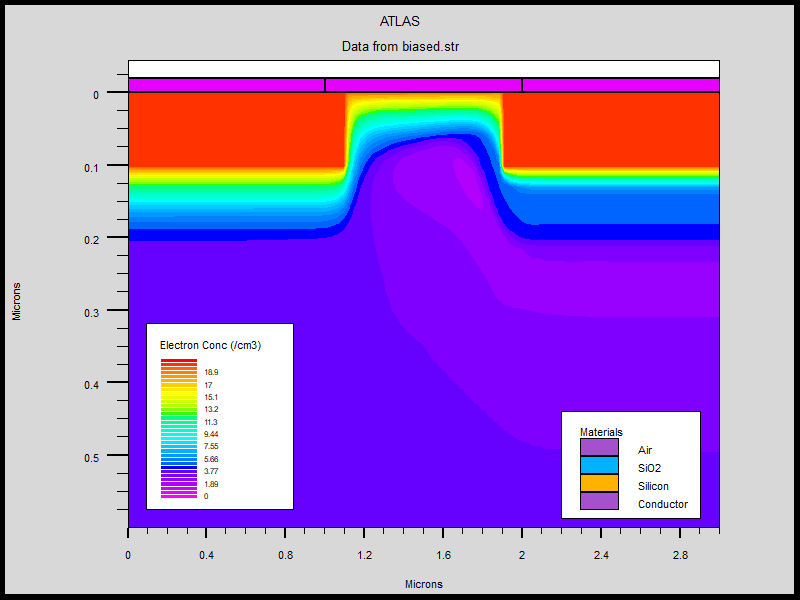 ATLAS
Data from biased.str
Microns
0
0.1
0.2
0.3
0.4
0.5
Electron Conc (/cm3)
18.9
17
15.1
13.2
11.3
9.44
7.55
5.66
3.77
1.89
0
Materials
Air
SiO2
Silicon
Conductor
0 0.4 0.8 1.2 1.6 2 2.4 2.8
Microns